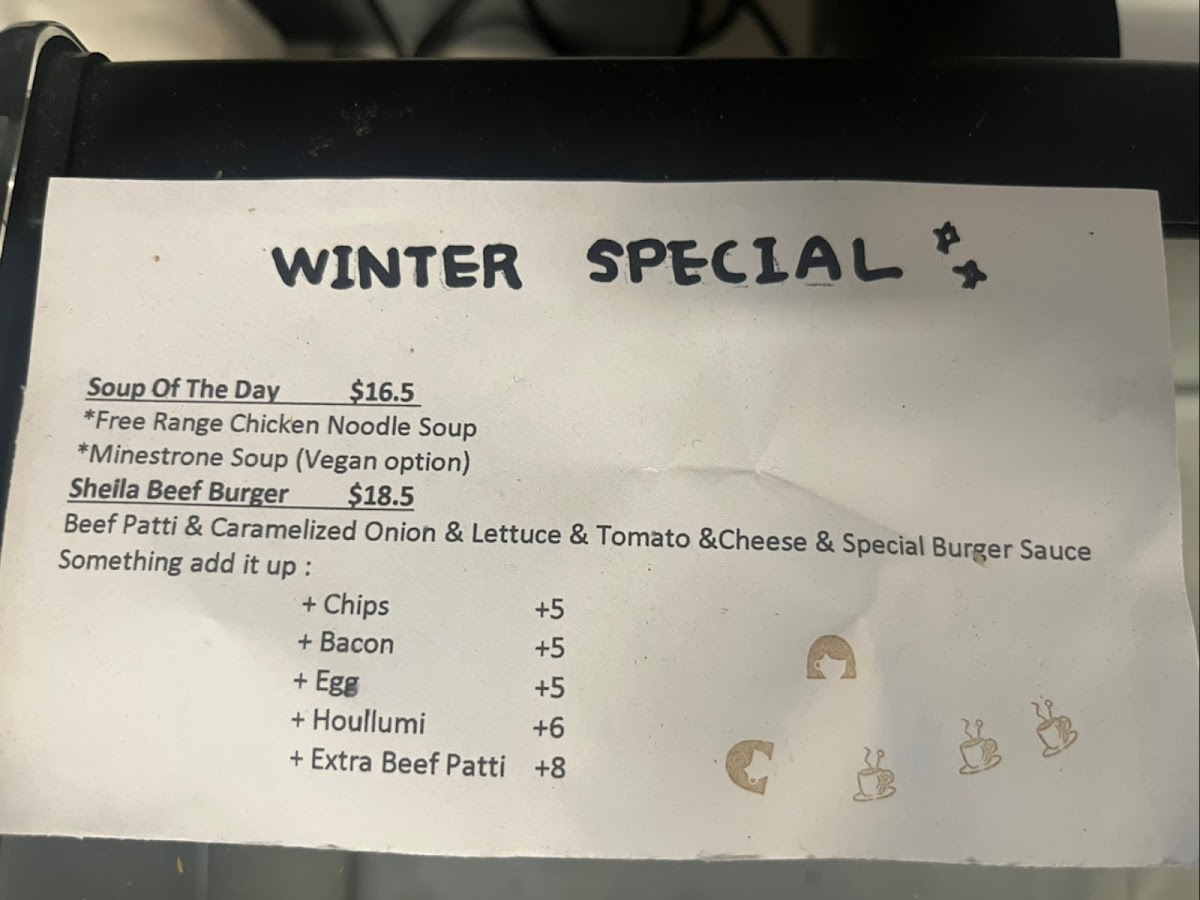 WINTER SPECIAL
Soup Of The Day $16.5
*Free Range Chicken Noodle Soup
*Minestrone Soup (Vegan option)
Sheila Beef Burger $18.5
Beef Patti & Caramelized Onion & Lettuce & Tomato &Cheese & Special Burger Sauce
Something add it up :
+ Chips +5
+ Bacon +5
+ Egg +5
+ Houllumi +6
+ Extra Beef Patti +8